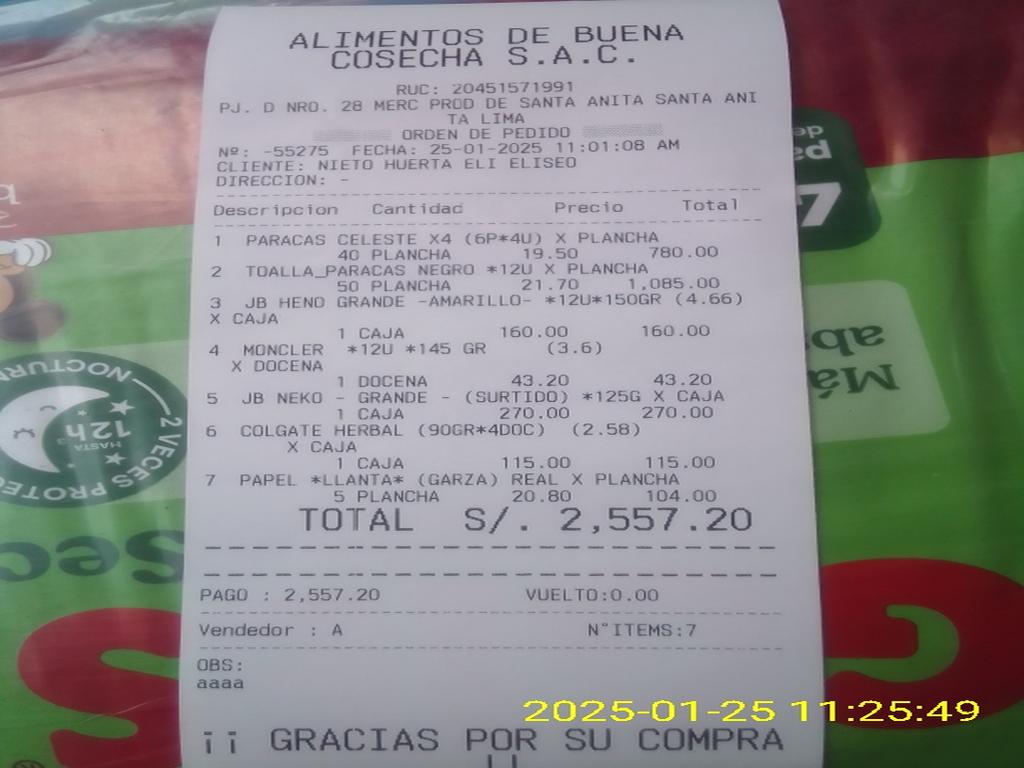 ALIMENTOS DE BUENA
COSECHA S.A.C.
RUC: 20451571991
PJ. D NRO. 28 MERC PROD DE SANTA ANITA SANTA ANI
TA LIMA
ORDEN DE PEDIDO
Nº: -55275 FECHA: 25-01-2025 11:01:08 AM
CLIENTE: NIETO HUERTA ELI ELISEO
DIRECCION: -
Descripcion Cantidad Precio Total
1 PARACAS CELESTE X4 (6P*4U) X PLANCHA
40 PLANCHA 19.50 780.00
2 TOALLA_PARACAS NEGRO *12U X PLANCHA
50 PLANCHA 21.70 1,085.00
3 JB HENO GRANDE -AMARILLO- *12U*150GR (4.66)
X CAJA
1 CAJA 160.00 160.00
4 MONCLER *12U *145 GR (3.6)
X DOCENA
1 DOCENA 43.20 43.20
5 JB NEKO - GRANDE - (SURTIDO) *125G X CAJA
1 CAJA 270.00 270.00
6 COLGATE HERBAL (90GR*4DOC) (2.58)
X CAJA
1 CAJA 115.00 115.00
7 PAPEL *LLANTA* (GARZA) REAL X PLANCHA
5 PLANCHA 20.80 104.00
TOTAL S/. 2,557.20
PAGO : 2,557.20 VUELTO:0.00
Vendedor : A N°ITEMS:7
OBS:
aaaa
¡¡ GRACIAS POR SU COMPRA
2025-01-25 11:25:49
NOCTURN
HASTA
12h
2 VECES PROTE
Sec
Má
abs